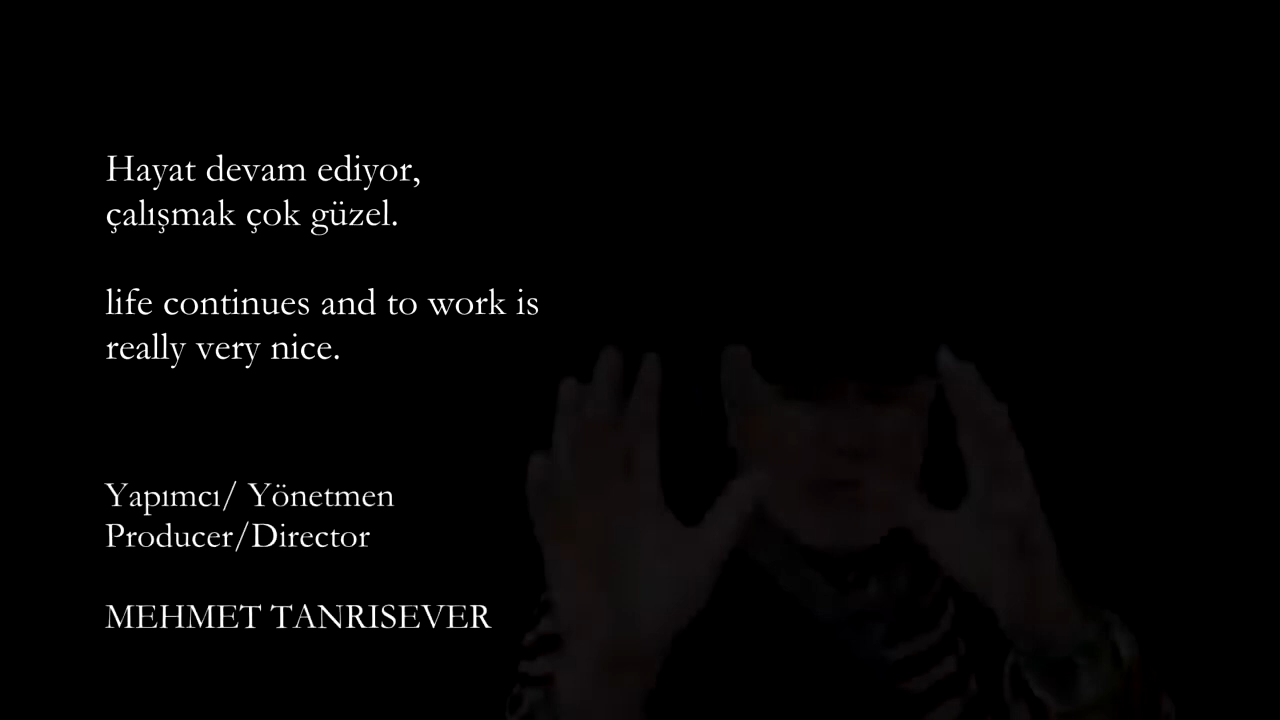 Hayat devam ediyor,
çalışmak çok güzel.
life continues and to work is
really very nice.
Yapımcı/ Yönetmen
Producer/Director
MEHMET TANRISEVER